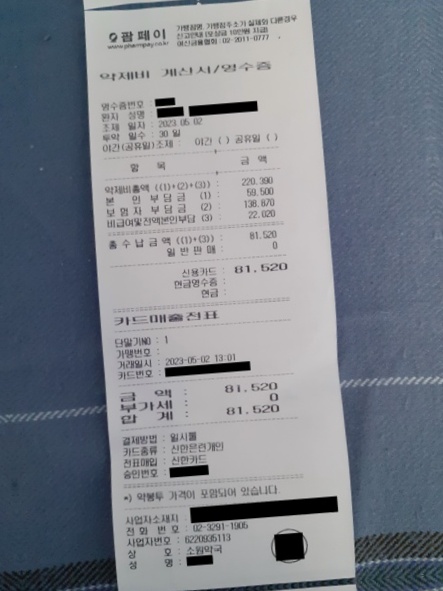 팜페이
www.pharmpay.co.kr
가맹점명, 가맹점주소가 실제와 다른경우
신고안내 (포상금 10만원 지급)
여신금융협회 : 02-2011-0777
약제비 계산서/영수증
영수증번호 :
환자 성명 :
조제 일자 : 2023.05.02
투약 일수 : 30 일
야간(공휴일)조제 : 야간 ( ) 공휴일 ( )
항 목 금 액
약제비총액 ((1)+(2)+(3)) : 220.390
본 인 부담금 (1) : 59.500
보험자 부담금 (2) : 138.870
비급여및전액본인부담 (3) : 22.020
총수납금액 ((1)+(3)) : 81.520
일반판매 : 0
신용카드 : 81.520
현금영수증 :
현금 :
카드매출전표
단말기NO : 1
가맹번호 :
거래일시 : 2023-05-02 13:01
카드번호 :
금 액 : 81.520
부가세 : 0
합 계 : 81.520
결제방법 : 일시불
카드종류 : 신한은련개인
전표매입 : 신한카드
승인번호 :
*) 약봉투 가격이 포함되어 있습니다
사업자소재지 :
전 화 번 호 : 02-3291-1905
사업자번호 : 6220935113
상 호 : 소원약국
성 명 :